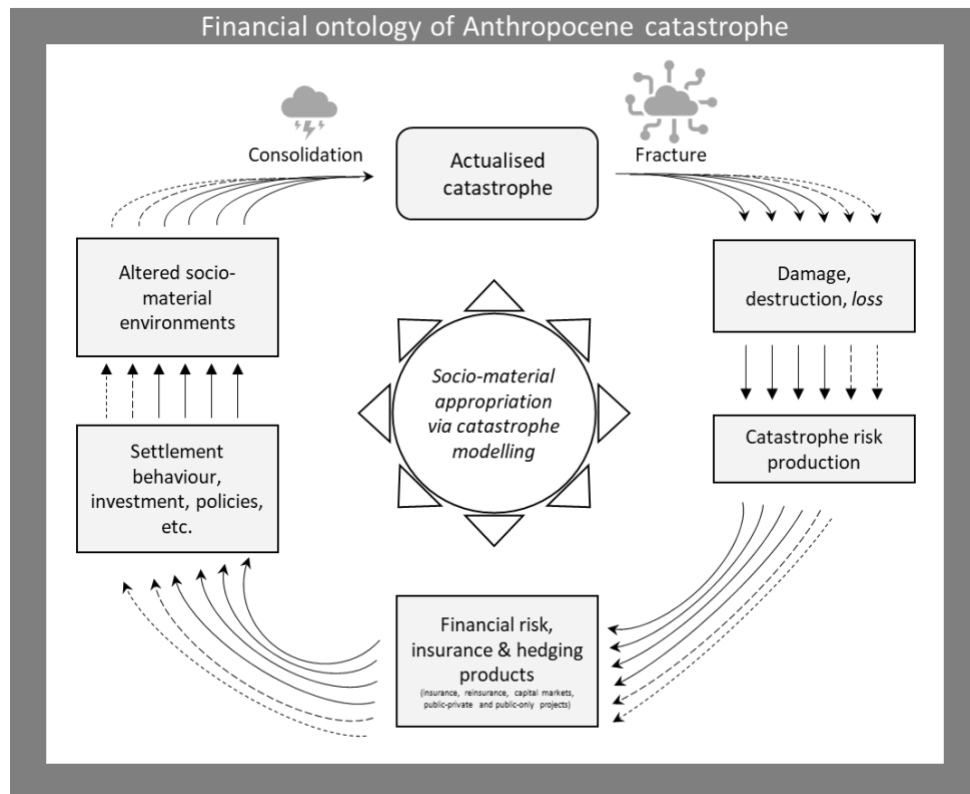 Financial ontology of Anthropocene catastrophe
Consolidation
Actualised
catastrophe
Fracture
Altered socio-
material
environments
Damage,
destruction, loss
Socio-material
appropriation
via catastrophe
modelling
Settlement
behaviour,
investment, policies,
etc.
Catastrophe risk
production
Financial risk,
insurance & hedging
products
(insurance, reinsurance, capital markets,
public-private and public-only projects)